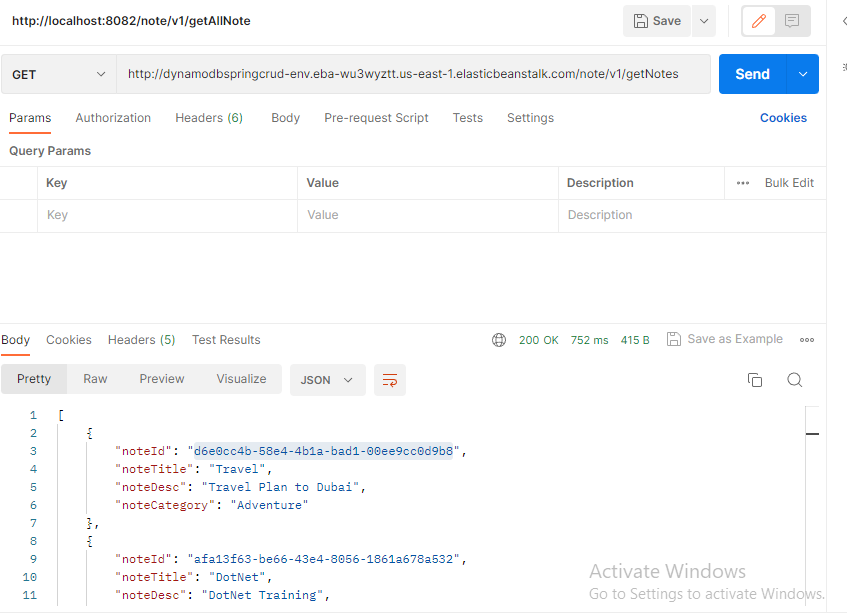 http://localhost:8082/note/v1/getAllNote Save
GET http://dynamodbspringcrud-env.eba-wu3wyztt.us-east-1.elasticbeanstalk.com/note/v1/getNotes Send
Params Authorization Headers (6) Body Pre-request Script Tests Settings Cookies
Query Params
Key Value Description ••• Bulk Edit
Key Value Description
Body Cookies Headers (5) Test Results 200 OK 752 ms 415 B Save as Example
Pretty Raw Preview Visualize JSON
1 [
2 {
3 "noteId": "d6e0cc4b-58e4-4b1a-bad1-00ee9cc0d9b8",
4 "noteTitle": "Travel",
5 "noteDesc": "Travel Plan to Dubai",
6 "noteCategory": "Adventure"
7 },
8 {
9 "noteId": "afa13f63-be66-43e4-8056-1861a678a532",
10 "noteTitle": "DotNet",
11 "noteDesc": "DotNet Training",
Activate Windows
Go to Settings to activate Windows.